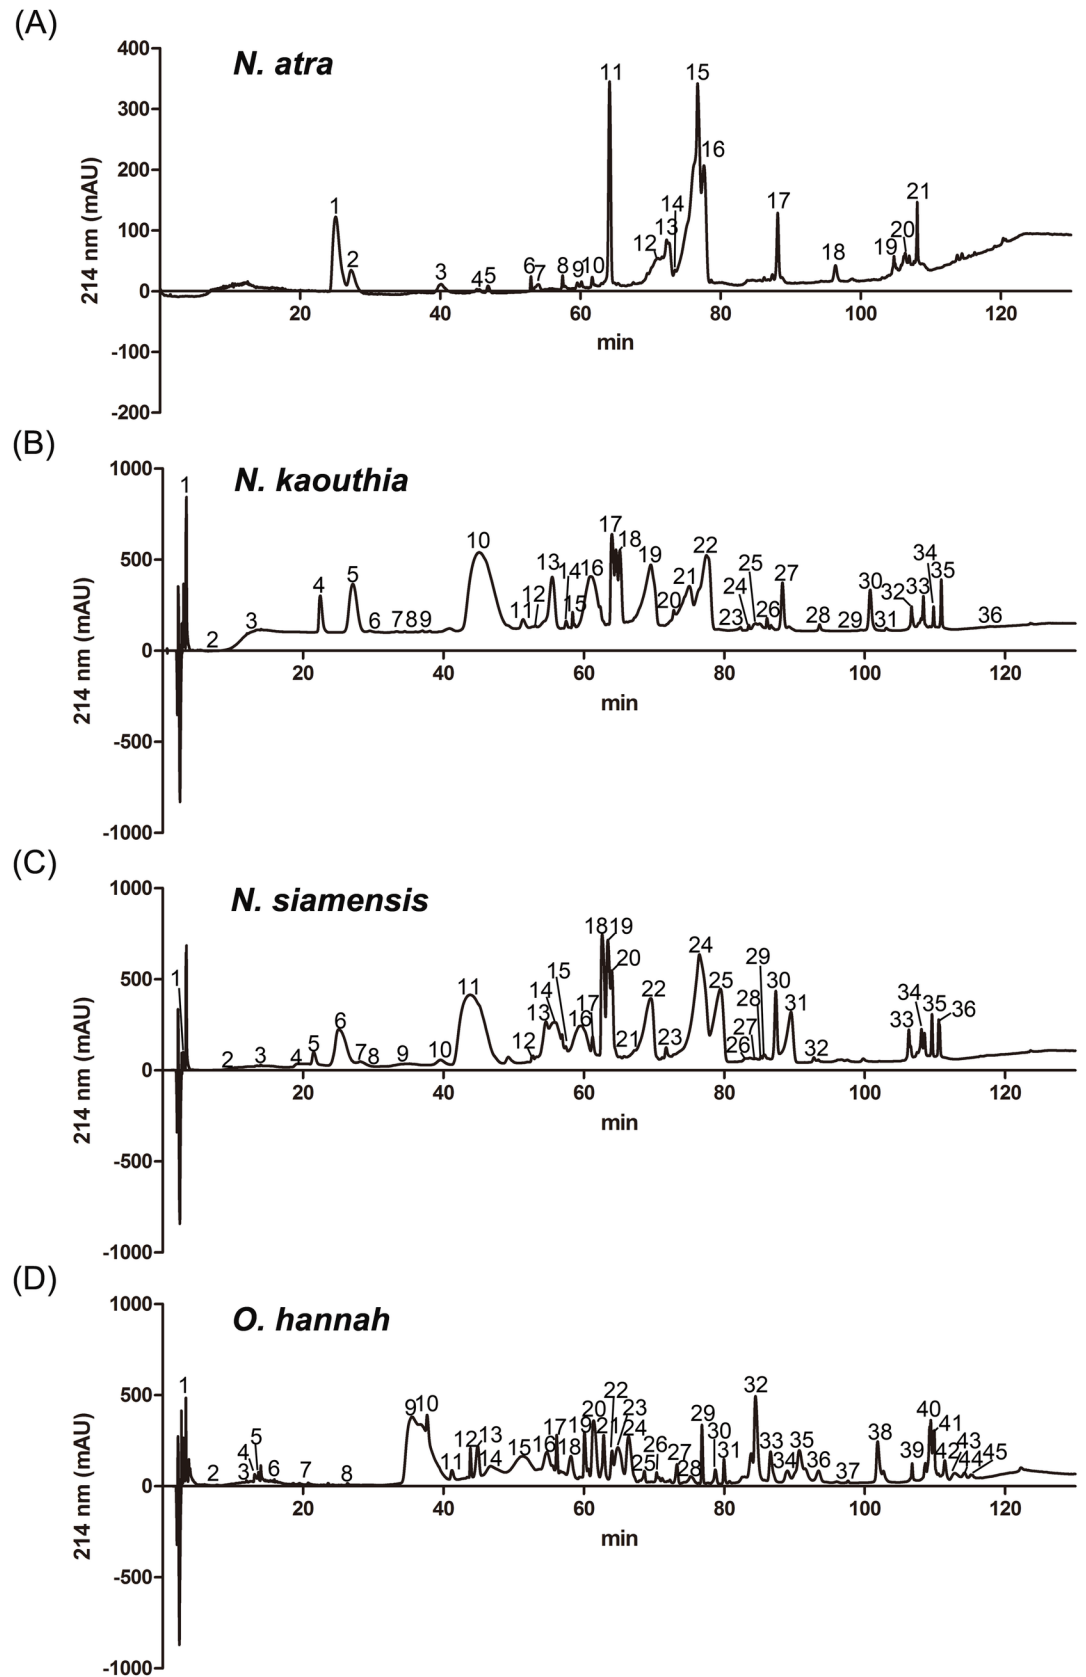 (A)
N. atra
400
300
200
100
0
-100
-200
214 nm (mAU)
1 2 3 4 5 6 7 8 9 10 11 12 13 14 15 16 17 18 19 20 21
20 40 60 80 100 120
min
(B)
N. kaouthia
1000
500
0
-500
-1000
214 nm (mAU)
1 2 3 4 5 6 7 8 9 10 11 12 13 14 15 16 17 18 19 20 21 22 23 24 25 26 27 28 29 30 31 32 33 34 35 36
20 40 60 80 100 120
min
(C)
N. siamensis
1000
500
0
-500
-1000
214 nm (mAU)
1 2 3 4 5 6 7 8 9 10 11 12 13 14 15 16 17 18 19 20 21 22 23 24 25 26 27 28 29 30 31 32 33 34 35 36
20 40 60 80 100 120
min
(D)
O. hannah
1000
500
0
-500
-1000
214 nm (mAU)
1 2 3 4 5 6 7 8 9 10 11 12 13 14 15 16 17 18 19 20 21 22 23 24 25 26 27 28 29 30 31 32 33 34 35 36 37 38 39 40 41 42 43 44 45
20 40 60 80 100 120
min